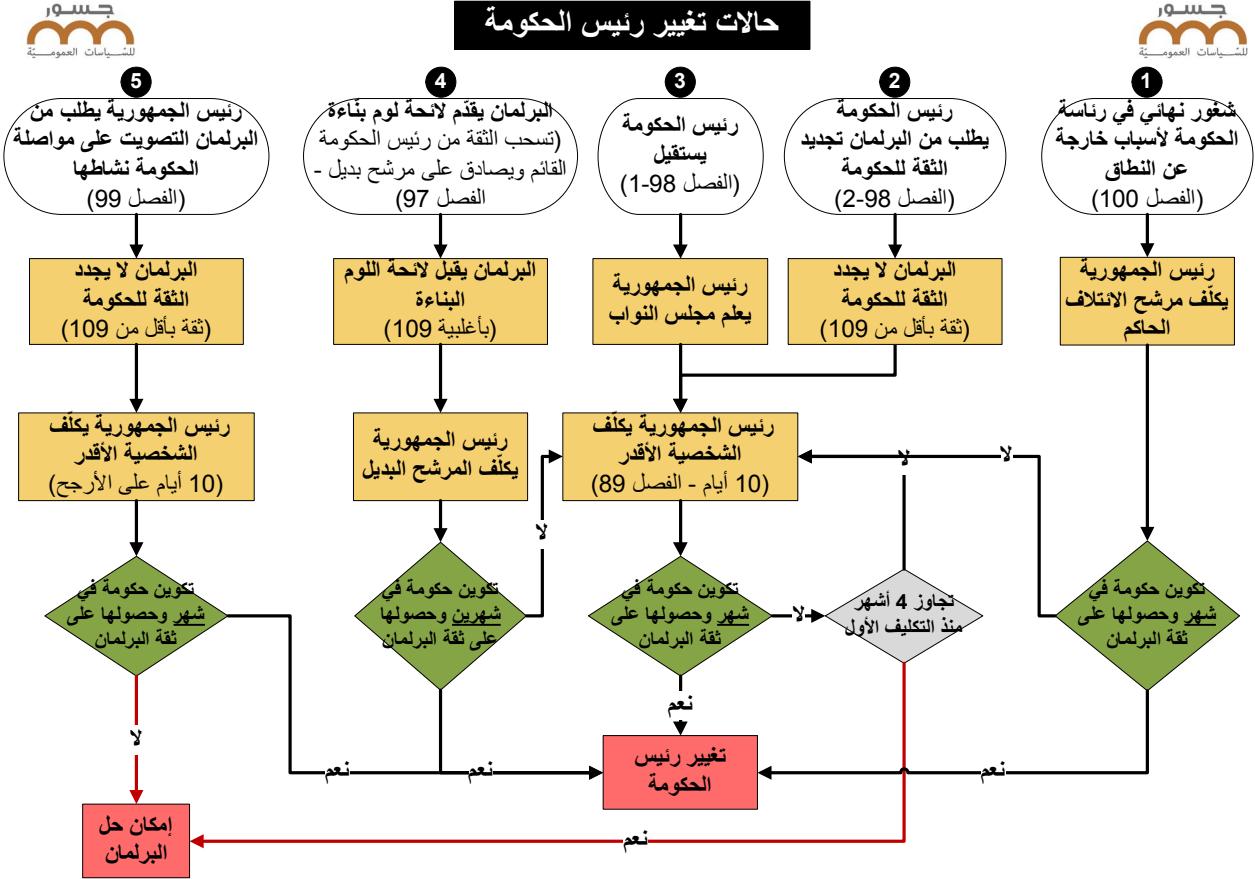 جسور
للسّياسات العموميّة
حالات تغيير رئيس الحكومة
جسور
للسّياسات العموميّة
1
شغور نهائي في رئاسة
الحكومة لأسباب خارجة
عن النطاق
(الفصل 100)
2
رئيس الحكومة
يطلب من البرلمان تجديد
الثقة للحكومة
(الفصل 98-2)
3
رئيس الحكومة
يستقيل
(الفصل 98-1)
4
البرلمان يقدّم لائحة لوم بنّاءة
(تسحب الثقة من رئيس الحكومة
القائم ويصادق على مرشح بديل -
الفصل 97)
5
رئيس الجمهورية يطلب من
البرلمان التصويت على مواصلة
الحكومة نشاطها
(الفصل 99)
رئيس الجمهورية
يكلّف مرشح الائتلاف
الحاكم
البرلمان لا يجدد
الثقة للحكومة
(ثقة بأقل من 109)
رئيس الجمهورية
يعلم مجلس النواب
البرلمان يقبل لائحة اللوم
البناءة
(بأغلبية 109)
البرلمان لا يجدد
الثقة للحكومة
(ثقة بأقل من 109)
رئيس الجمهورية يكلّف
الشخصية الأقدر
(10 أيام - الفصل 89)
رئيس الجمهورية
يكلّف المرشح البديل
رئيس الجمهورية يكلّف
الشخصية الأقدر
(10 أيام على الأرجح)
لا
لا
لا
تكوين حكومة في
شهر وحصولها على
ثقة البرلمان
تجاوز 4 أشهر
منذ التكليف الأول
لا
تكوين حكومة في
شهر وحصولها على
ثقة البرلمان
تكوين حكومة في
شهرين وحصولها
على ثقة البرلمان
تكوين حكومة في
شهر وحصولها على
ثقة البرلمان
نعم
لا
نعم
تغيير رئيس
الحكومة
نعم
نعم
إمكان حل
البرلمان
نعم